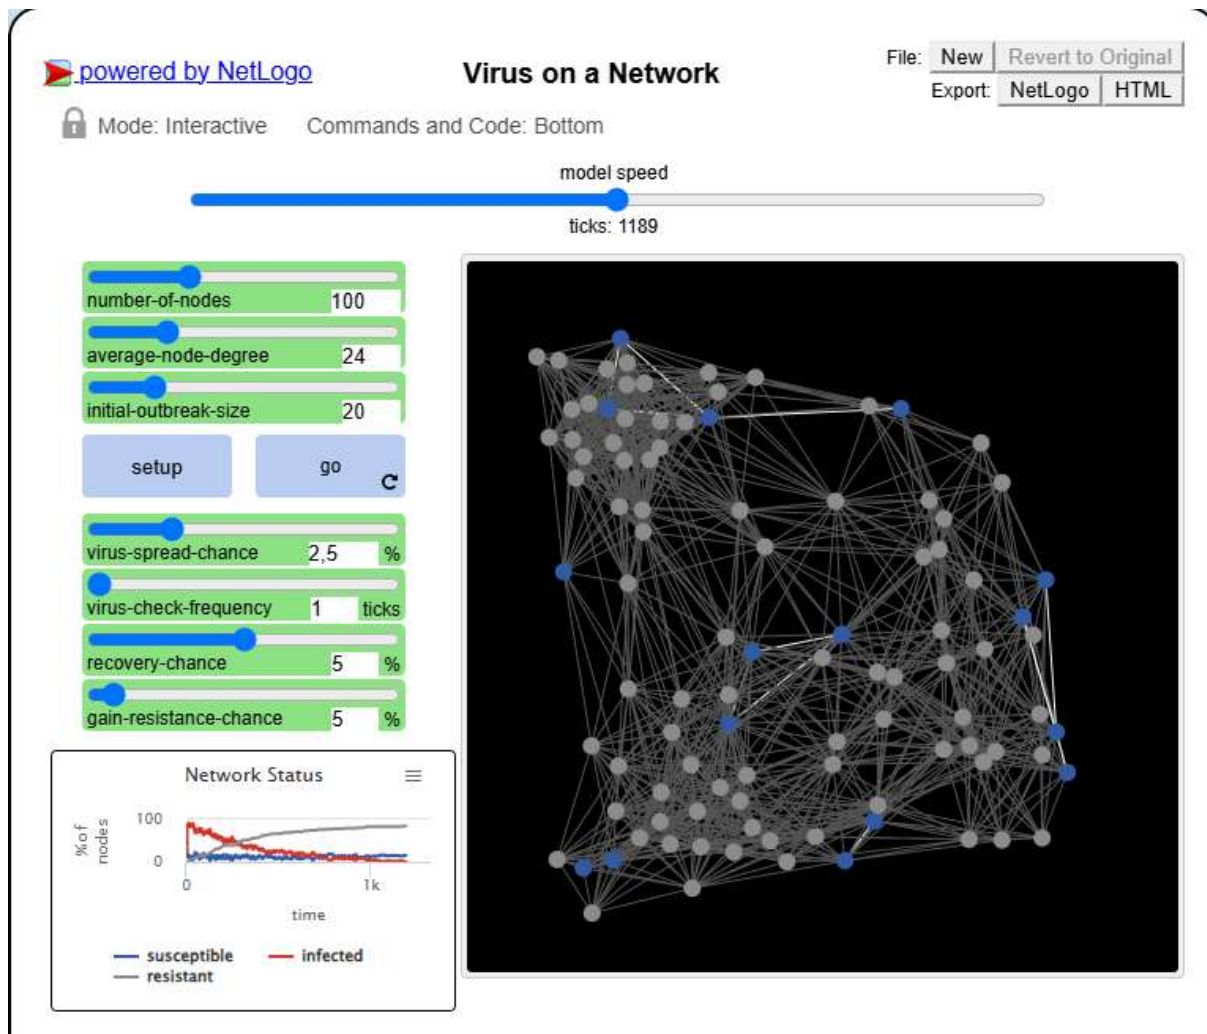 powered by NetLogo
Virus on a Network
File: New Revert to Original
Export: NetLogo HTML
Mode: Interactive Commands and Code: Bottom
model speed
ticks: 1189
number-of-nodes 100
average-node-degree 24
initial-outbreak-size 20
setup go
virus-spread-chance 2,5 %
virus-check-frequency 1 ticks
recovery-chance 5 %
gain-resistance-chance 5 %
Network Status
% of
nodes
100
0
0 1k
time
susceptible infected
resistant